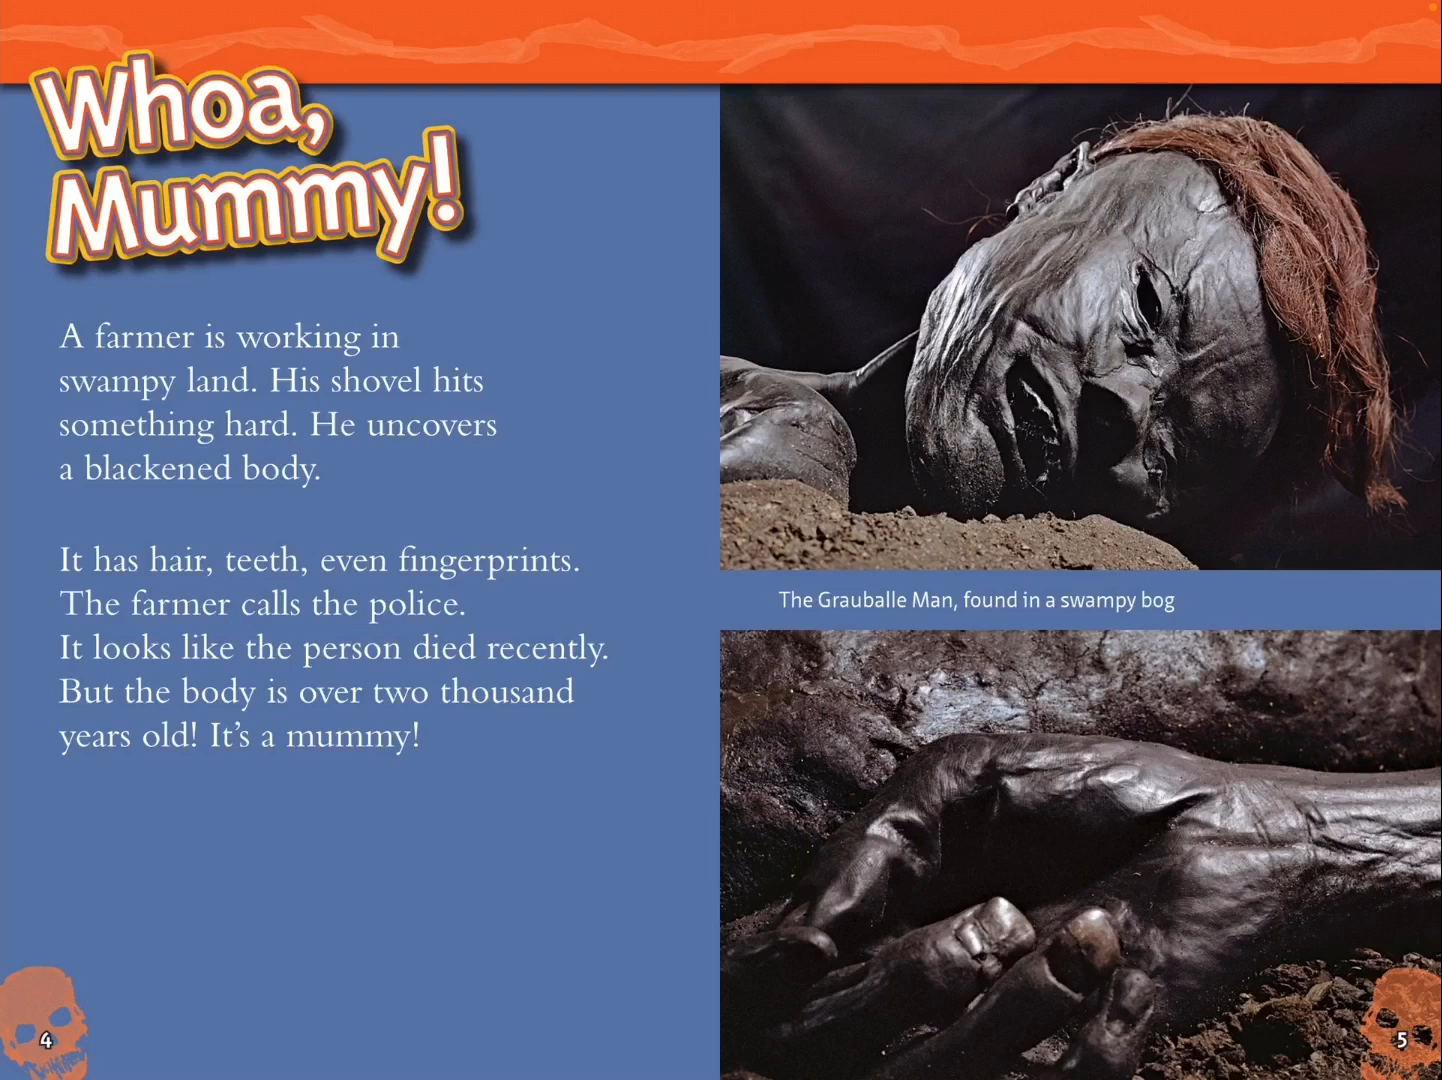 Whoa,
Mummy!
A farmer is working in
swampy land. His shovel hits
something hard. He uncovers
a blackened body.
It has hair, teeth, even fingerprints.
The farmer calls the police.
It looks like the person died recently.
But the body is over two thousand
years old! It’s a mummy!
The Grauballe Man, found in a swampy bog
4
5